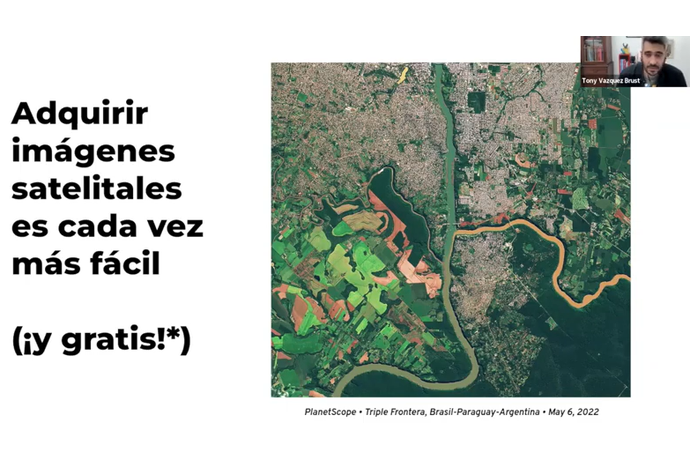 Tony Vazquez Brust
Adquirir
imágenes
satelitales
es cada vez
más fácil
(¡y gratis!*)
PlanetScope • Triple Frontera, Brasil-Paraguay-Argentina • May 6, 2022